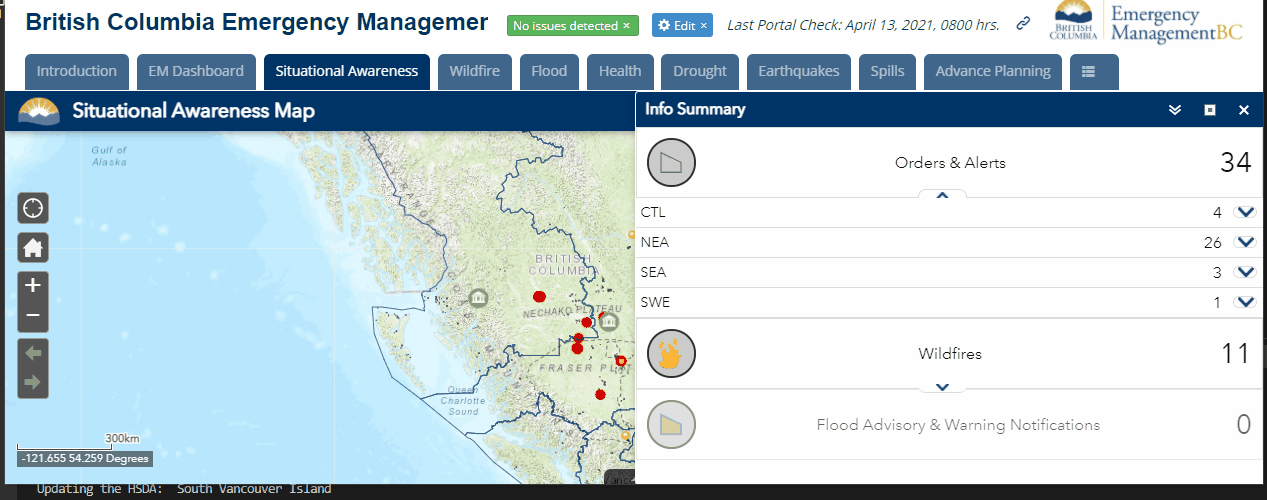 British Columbia Emergency Managemer
No issues detected ×
Edit ×
Last Portal Check: April 13, 2021, 0800 hrs.
BRITISH
COLUMBIA
Emergency
ManagementBC
Introduction
EM Dashboard
Situational Awareness
Wildfire
Flood
Health
Drought
Earthquakes
Spills
Advance Planning
Situational Awareness Map
Info Summary
Gulf of
Alaska
RANGES
BRITISH
COLUMBIA
NECHAKO PLATEAU
FRASER PLAT
Queen
Charlotte
Sound
300km
-121.655 54.259 Degrees
Orders & Alerts 34
CTL 4
NEA 26
SEA 3
SWE 1
Wildfires 11
Flood Advisory & Warning Notifications 0
Updating the HSDA: South Vancouver Island